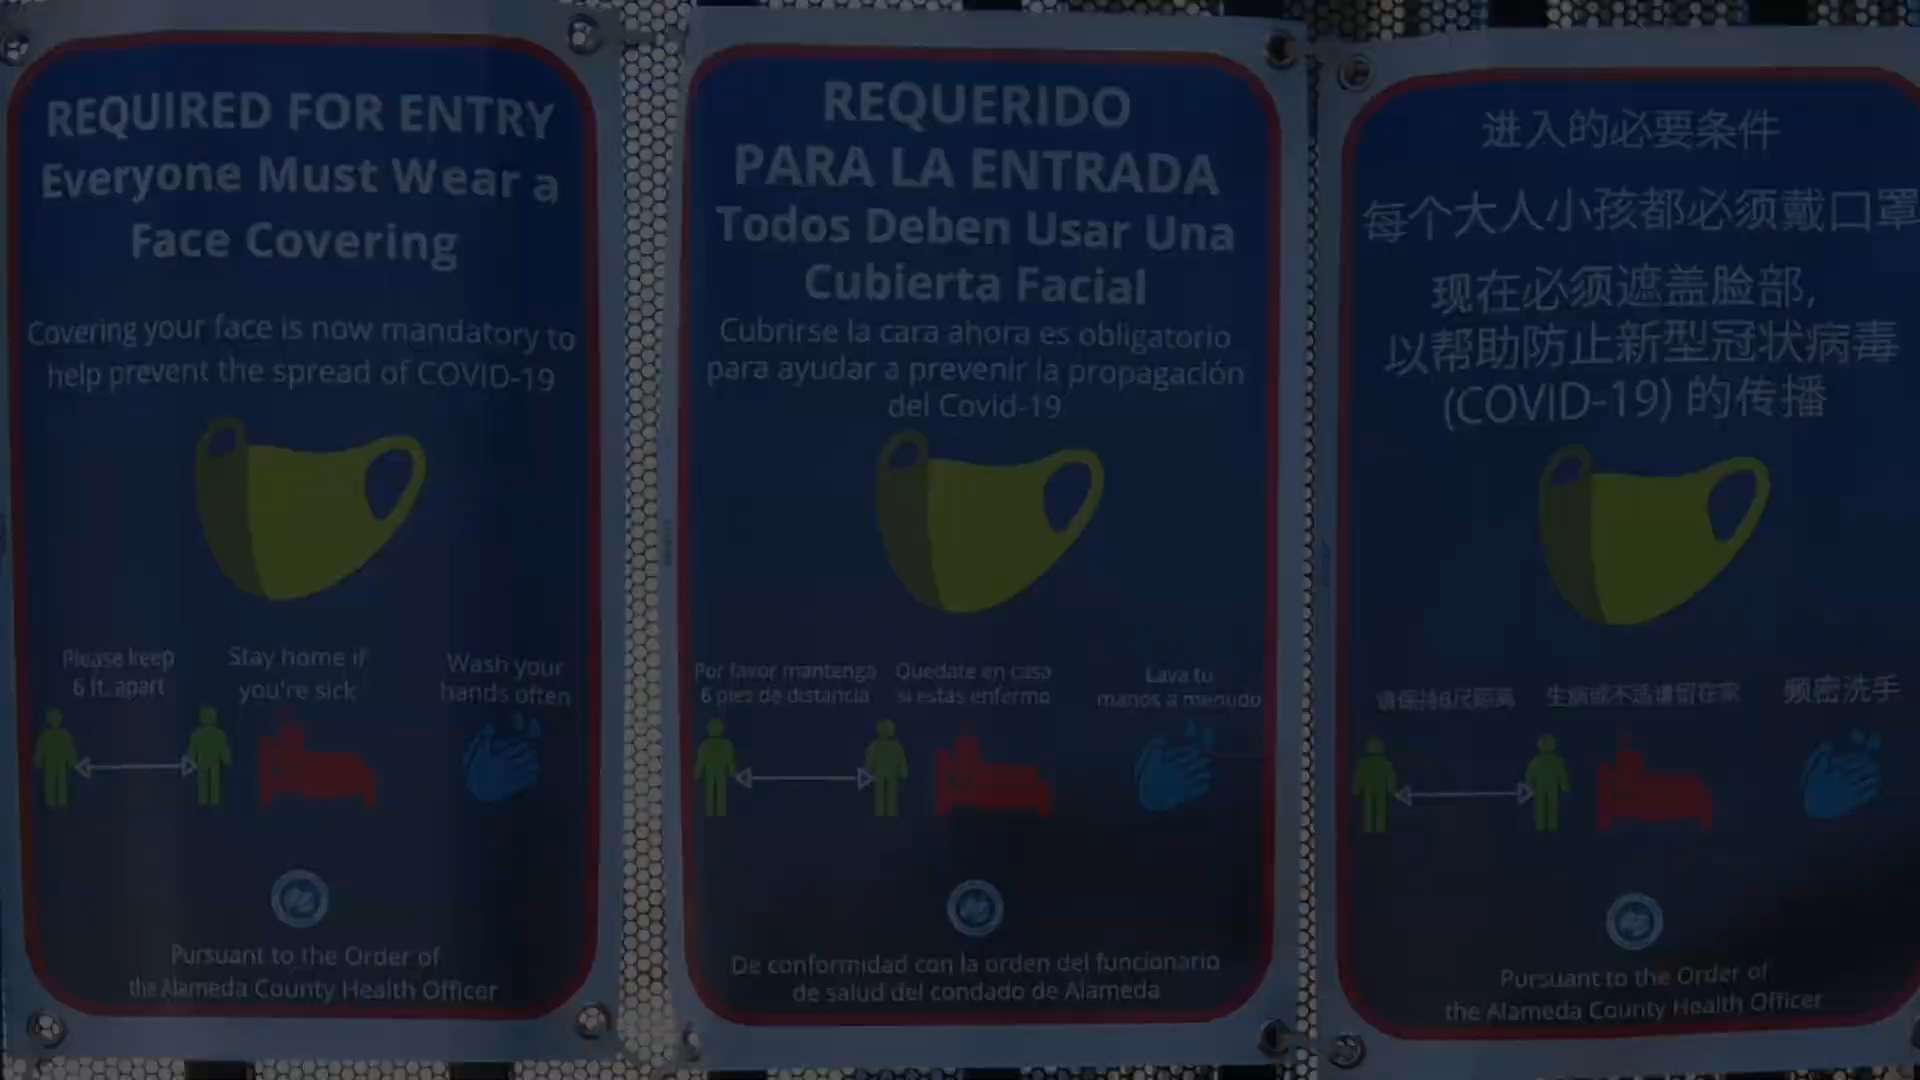 REQUIRED FOR ENTRY
Everyone Must Wear a
Face Covering
Covering your face is now mandatory to
help prevent the spread of COVID-19
Please keep
6 ft. apart
Stay home if
you're sick
Wash your
hands often
Pursuant to the Order of
the Alameda County Health Officer
REQUERIDO
PARA LA ENTRADA
Todos Deben Usar Una
Cubierta Facial
Cubrirse la cara ahora es obligatorio
para ayudar a prevenir la propagación
del Covid-19
Por favor mantenga
6 pies de distancia
Quedate en casa
si estas enfermo
Lava tu
manos a menudo
De conformidad con la orden del funcionario
de salud del condado de Alameda
进入的必要条件
每个大人小孩都必须戴口罩
现在必须遮盖脸部,
以帮助防止新型冠状病毒
(COVID-19) 的传播
请保持6尺距离
生病或不适请留在家
频密洗手
Pursuant to the Order of
the Alameda County Health Officer